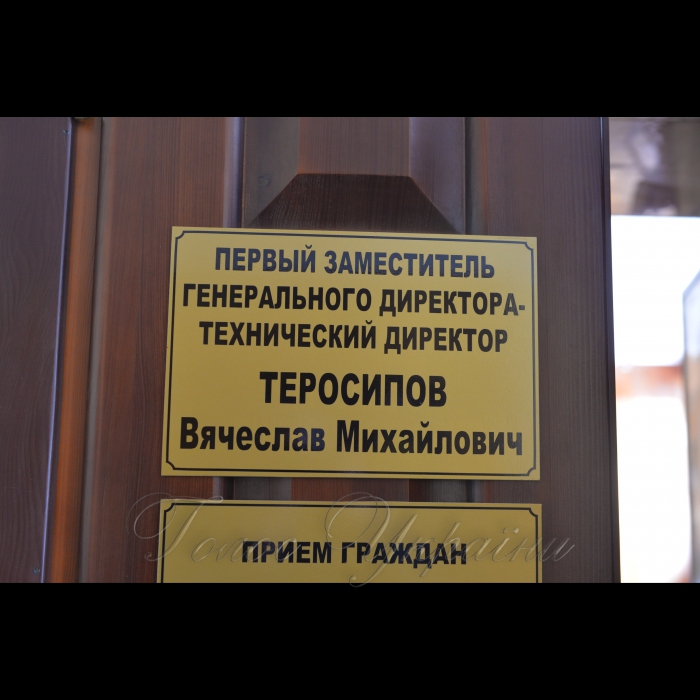 ПЕРВЫЙ ЗАМЕСТИТЕЛЬ
ГЕНЕРАЛЬНОГО ДИРЕКТОРА-
ТЕХНИЧЕСКИЙ ДИРЕКТОР
ТЕРОСИПОВ
Вячеслав Михайлович
ПРИЕМ ГРАЖДАН
Голос України